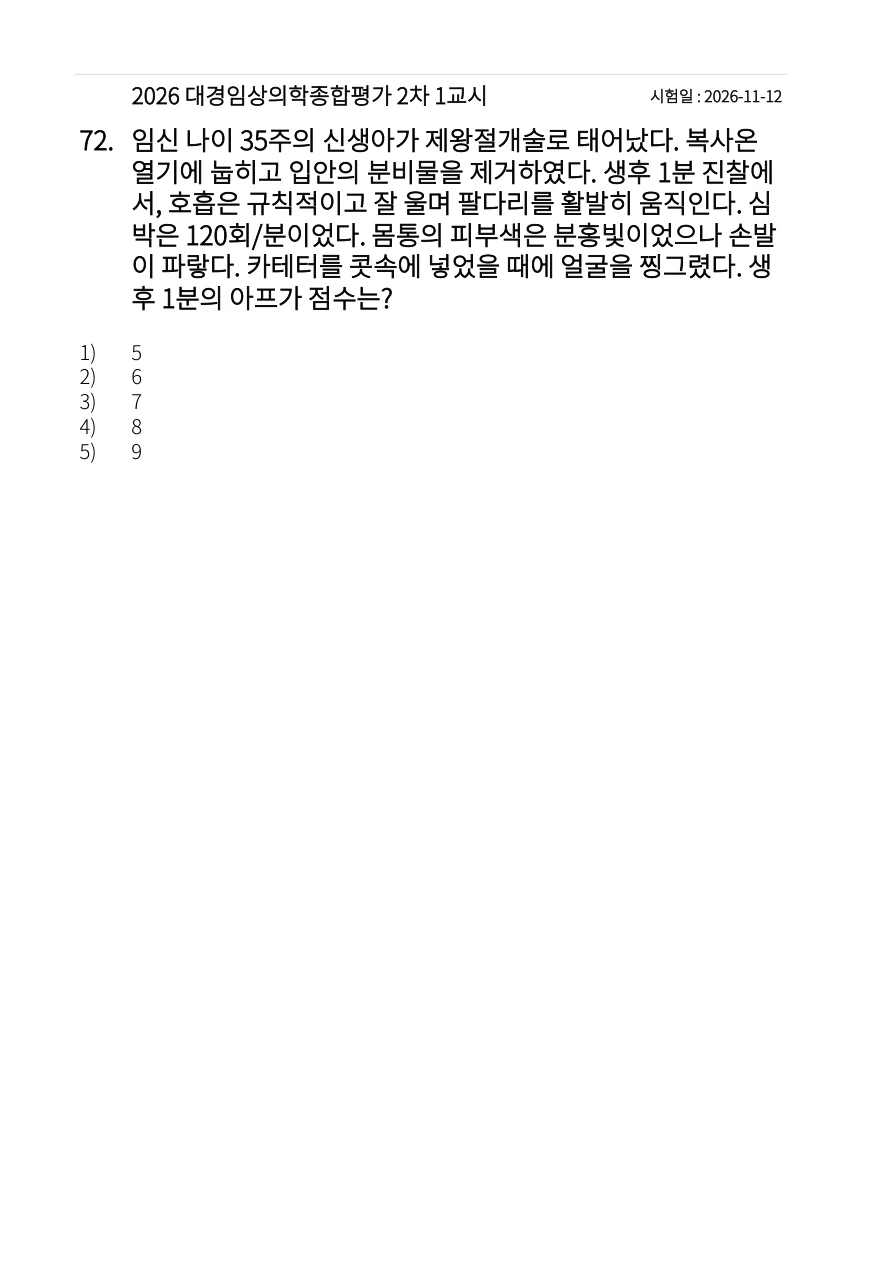 2026 대경임상의학종합평가 2차 1교시 시험일 : 2026-11-12
72. 임신 나이 35주의 신생아가 제왕절개술로 태어났다. 복사온
열기에 눕히고 입안의 분비물을 제거하였다. 생후 1분 진찰에
서, 호흡은 규칙적이고 잘 울며 팔다리를 활발히 움직인다. 심
박은 120회/분이었다. 몸통의 피부색은 분홍빛이었으나 손발
이 파랗다. 카테터를 콧속에 넣었을 때에 얼굴을 찡그렸다. 생
후 1분의 아프가 점수는?
1) 5
2) 6
3) 7
4) 8
5) 9